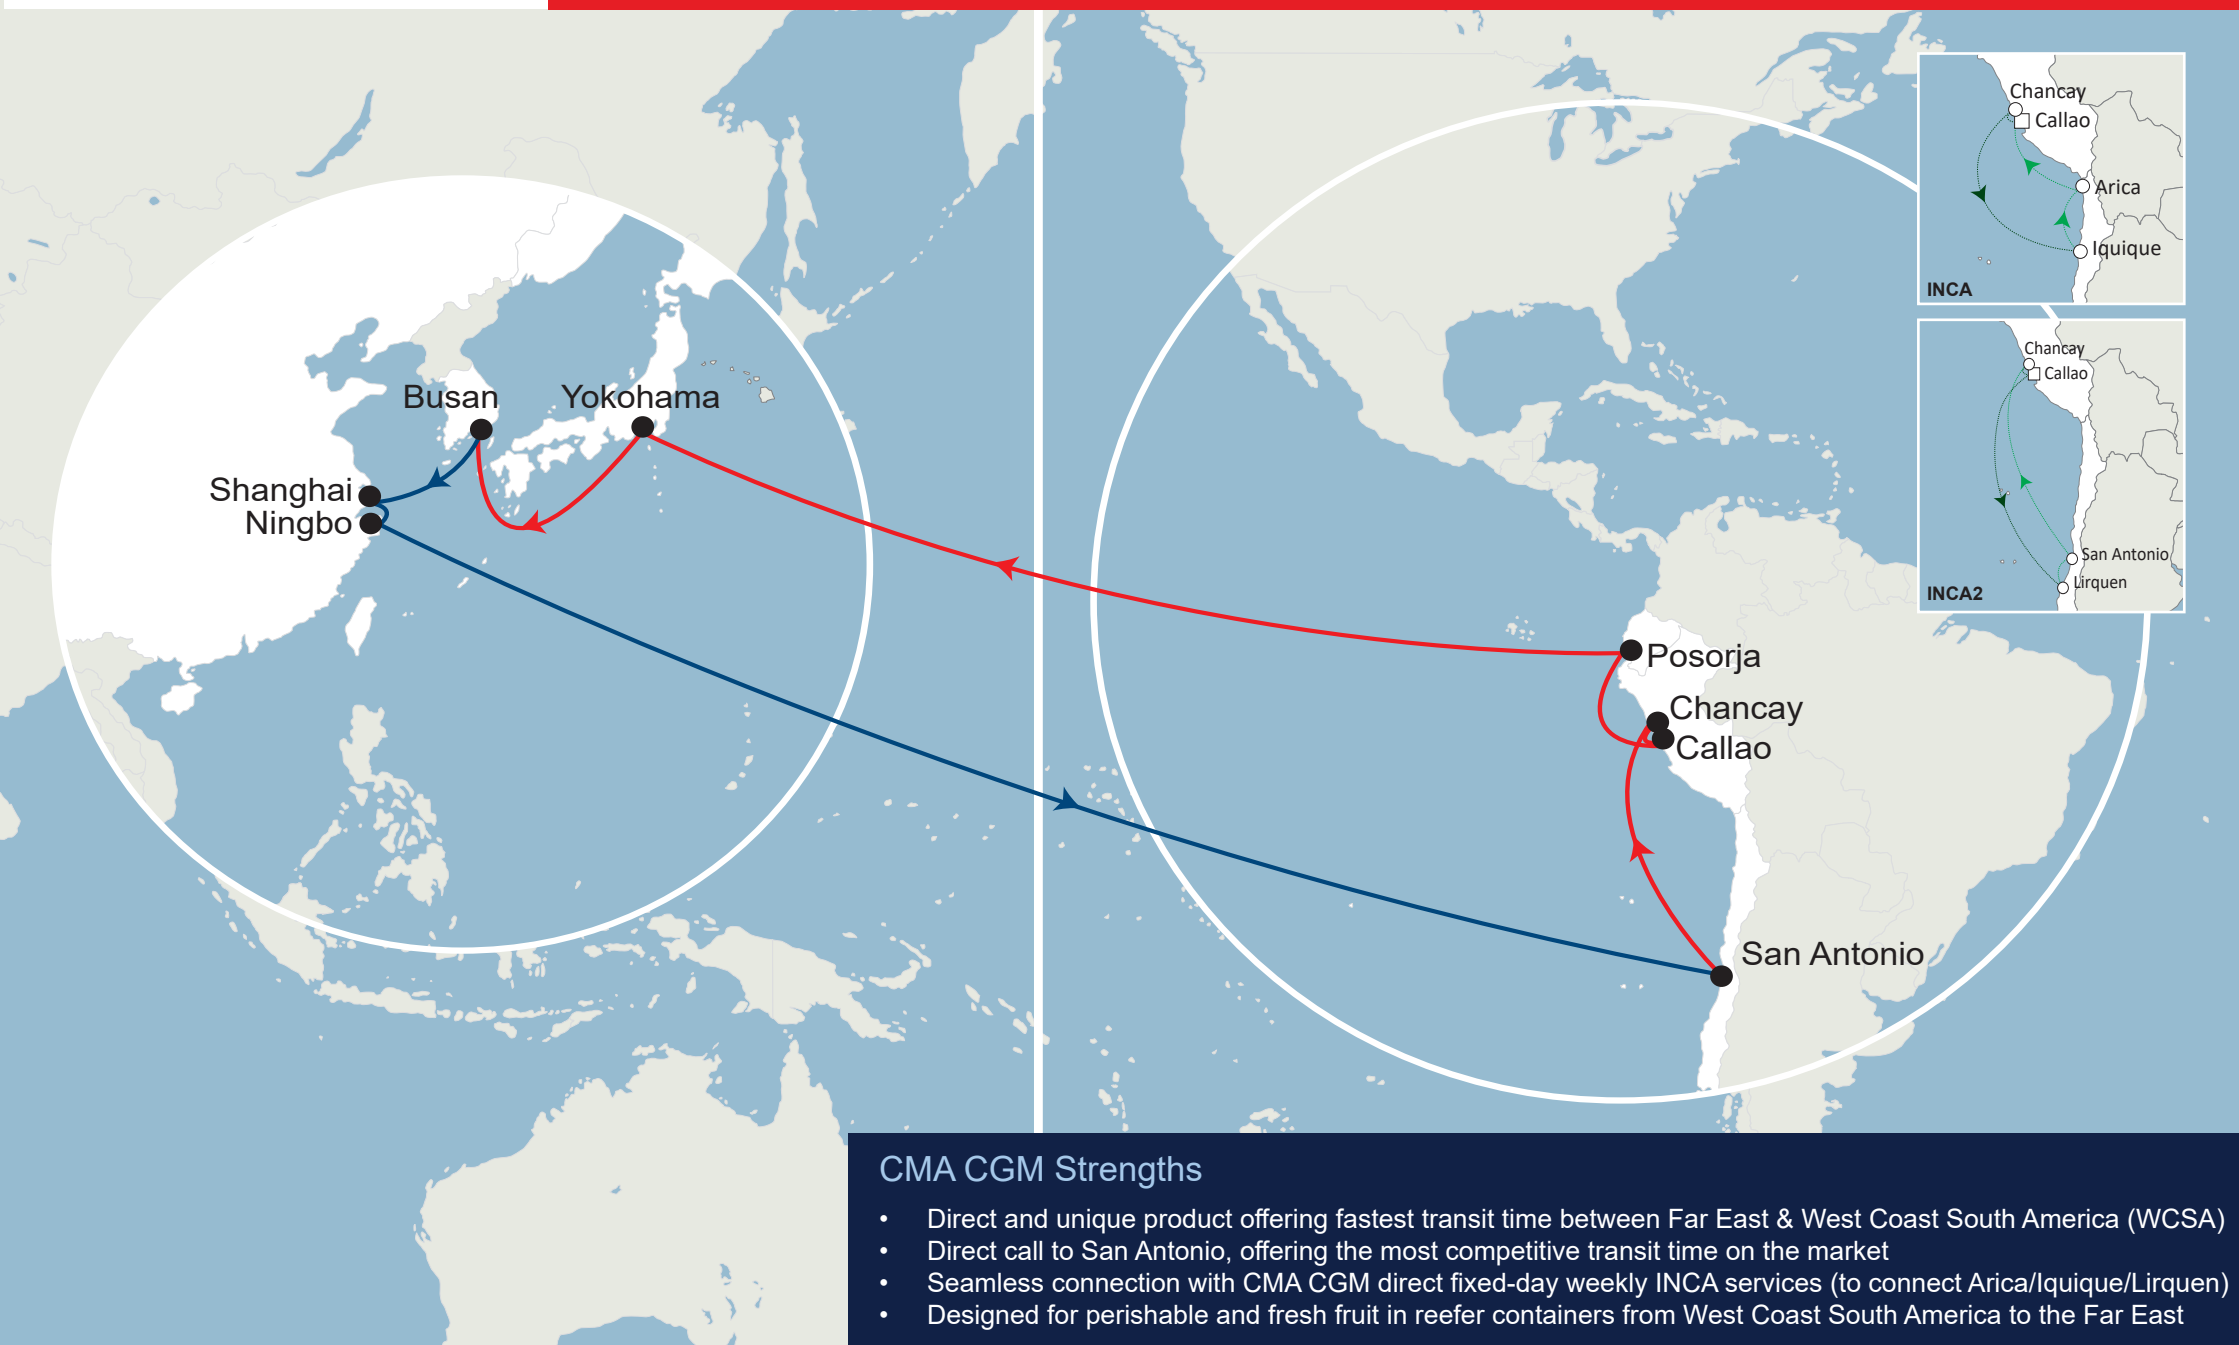 Chancay
Callao
Arica
Iquique
INCA
Chancay
Callao
San Antonio
Lirquen
INCA2
Busan
Yokohama
Shanghai
Ningbo
Posorja
Chancay
Callao
San Antonio
CMA CGM Strengths
• Direct and unique product offering fastest transit time between Far East & West Coast South America (WCSA)
• Direct call to San Antonio, offering the most competitive transit time on the market
• Seamless connection with CMA CGM direct fixed-day weekly INCA services (to connect Arica/Iquique/Lirquen)
• Designed for perishable and fresh fruit in reefer containers from West Coast South America to the Far East